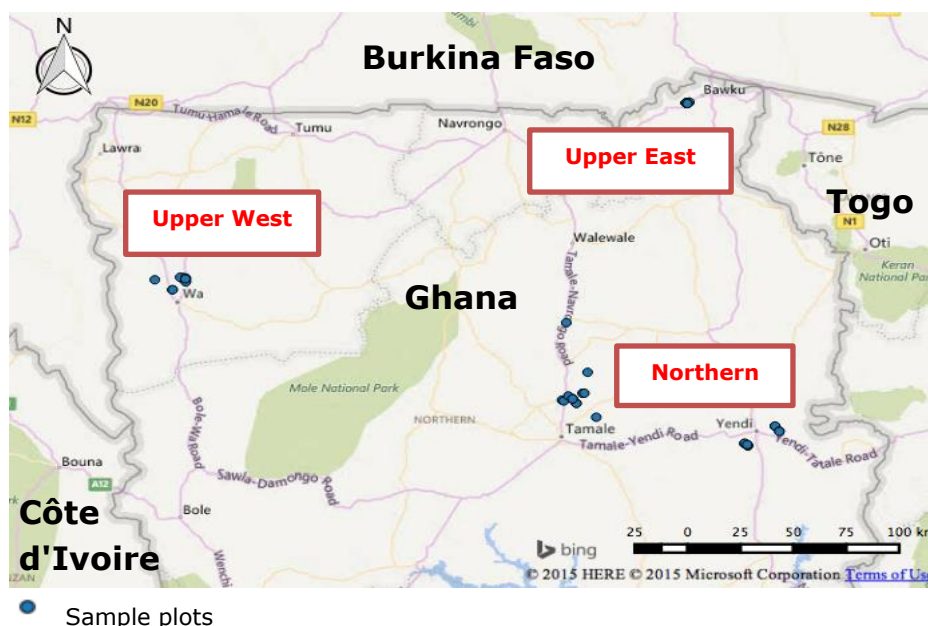 N
Burkina Faso
N20
Bawku
N12
Tumu-Hamale Road
Tumu
Navrongo
N28
Lawra
Upper East
Tône
Togo
Upper West
N1
Walewale
Oti
Keran
National Park
Ghana
Wa
Tamale-Navrongo Road
Northern
Mole National Park
NORTHERN
Yendi
Tamale
Tamale-Yendi Road
Yendi-Tatale Road
Bole-Wa Road
Bouna
A12
Sawla-Damongo Road
Côte
d'Ivoire
Bole
Wenchi
25 0 25 50 75 100 km
bing
© 2015 HERE © 2015 Microsoft Corporation Terms of Use
Sample plots